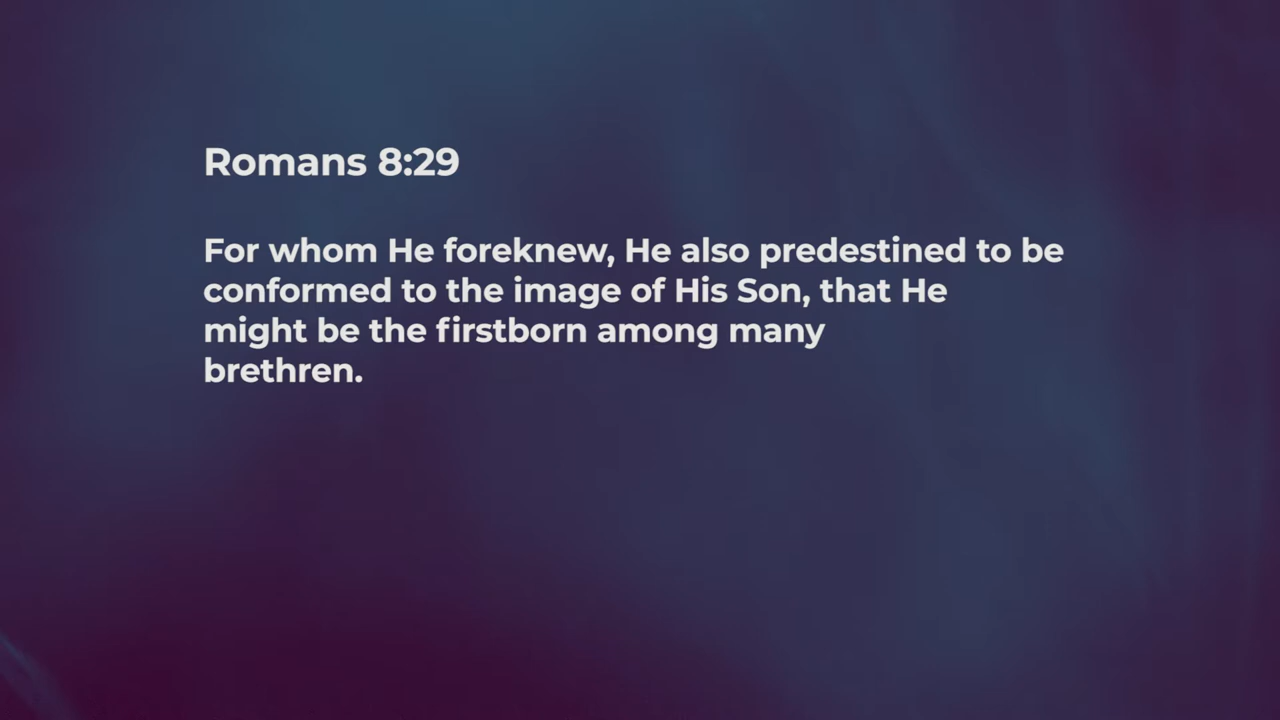 Romans 8:29
For whom He foreknew, He also predestined to be
conformed to the image of His Son, that He
might be the firstborn among many
brethren.